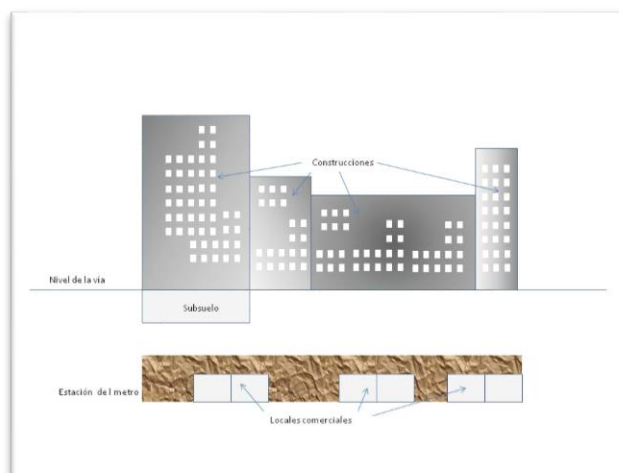 Construcciones
Nivel de la vía
Subsuelo
Estación del metro
Locales comerciales